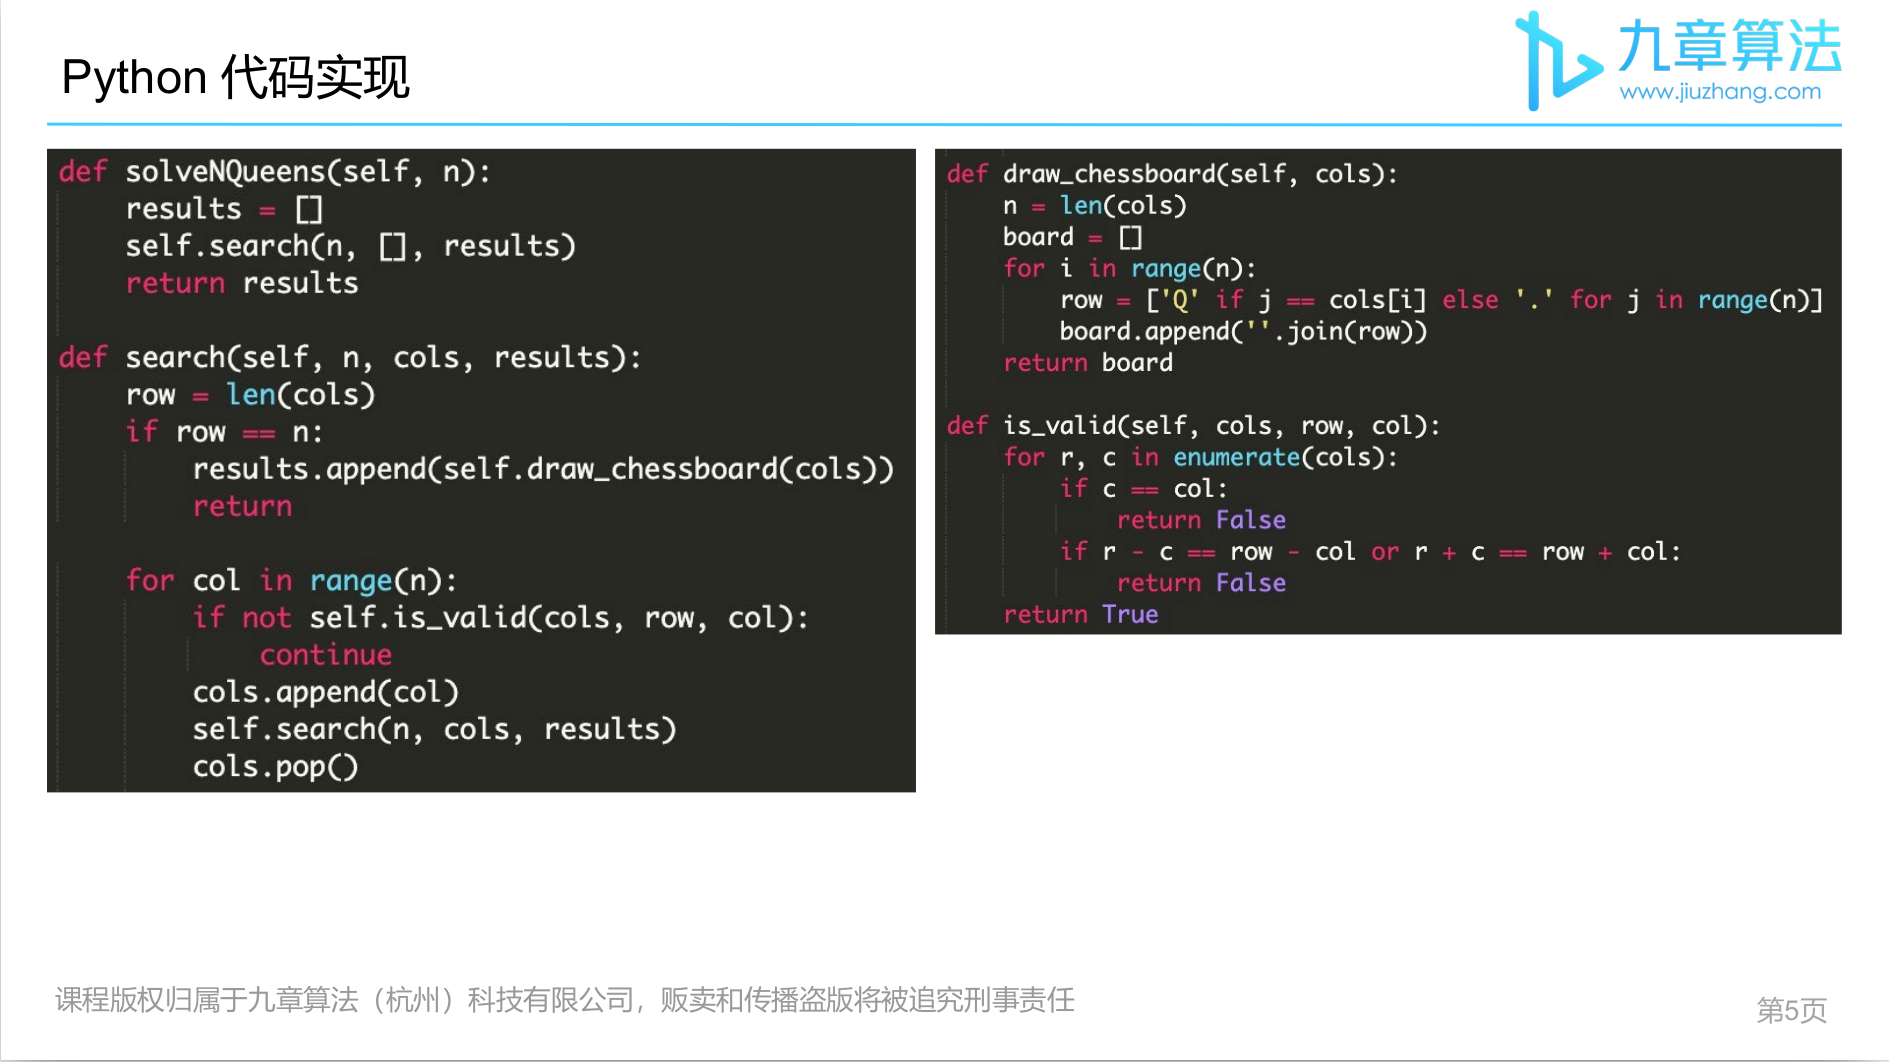 Python 代码实现
九章算法
www.jiuzhang.com
def solveNQueens(self, n):
    results = []
    self.search(n, [], results)
    return results

def search(self, n, cols, results):
    row = len(cols)
    if row == n:
        results.append(self.draw_chessboard(cols))
        return

    for col in range(n):
        if not self.is_valid(cols, row, col):
            continue
        cols.append(col)
        self.search(n, cols, results)
        cols.pop()
def draw_chessboard(self, cols):
    n = len(cols)
    board = []
    for i in range(n):
        row = ['Q' if j == cols[i] else '.' for j in range(n)]
        board.append(''.join(row))
    return board

def is_valid(self, cols, row, col):
    for r, c in enumerate(cols):
        if c == col:
            return False
        if r - c == row - col or r + c == row + col:
            return False
    return True
课程版权归属于九章算法（杭州）科技有限公司，贩卖和传播盗版将被追究刑事责任
第5页